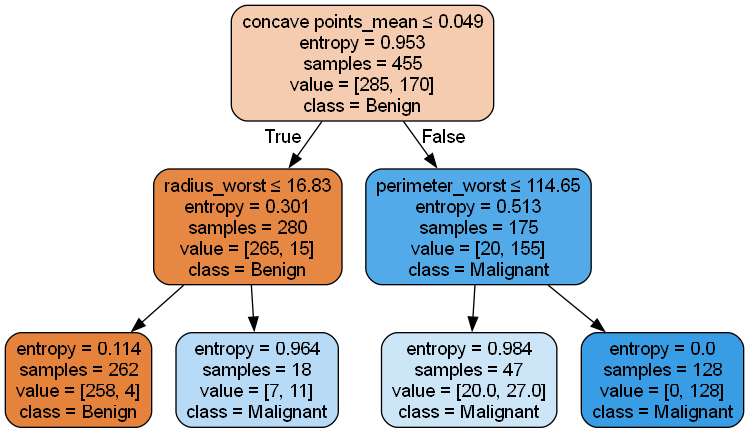 concave points_mean ≤ 0.049
entropy = 0.953
samples = 455
value = [285, 170]
class = Benign
True
False
radius_worst ≤ 16.83
entropy = 0.301
samples = 280
value = [265, 15]
class = Benign
perimeter_worst ≤ 114.65
entropy = 0.513
samples = 175
value = [20, 155]
class = Malignant
entropy = 0.114
samples = 262
value = [258, 4]
class = Benign
entropy = 0.964
samples = 18
value = [7, 11]
class = Malignant
entropy = 0.984
samples = 47
value = [20.0, 27.0]
class = Malignant
entropy = 0.0
samples = 128
value = [0, 128]
class = Malignant